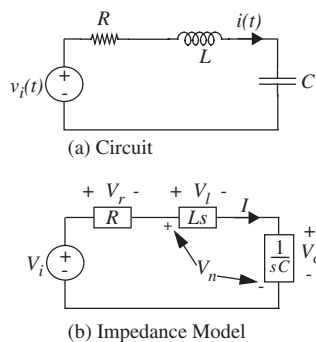 R
i(t)
L
+
-
v_i(t)
C
(a) Circuit
+ V_r -
+ V_l -
I
R
Ls
+
V_i
+
-
V_n
-
1/sC
+
V_c
-
(b) Impedance Model